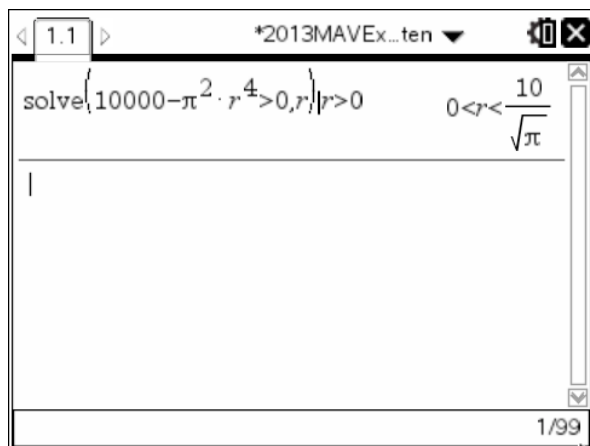 1.1 *2013MAVEx...ten
solve(10000−π²·r⁴>0,r)|r>0 0<r<10/√π
1/99